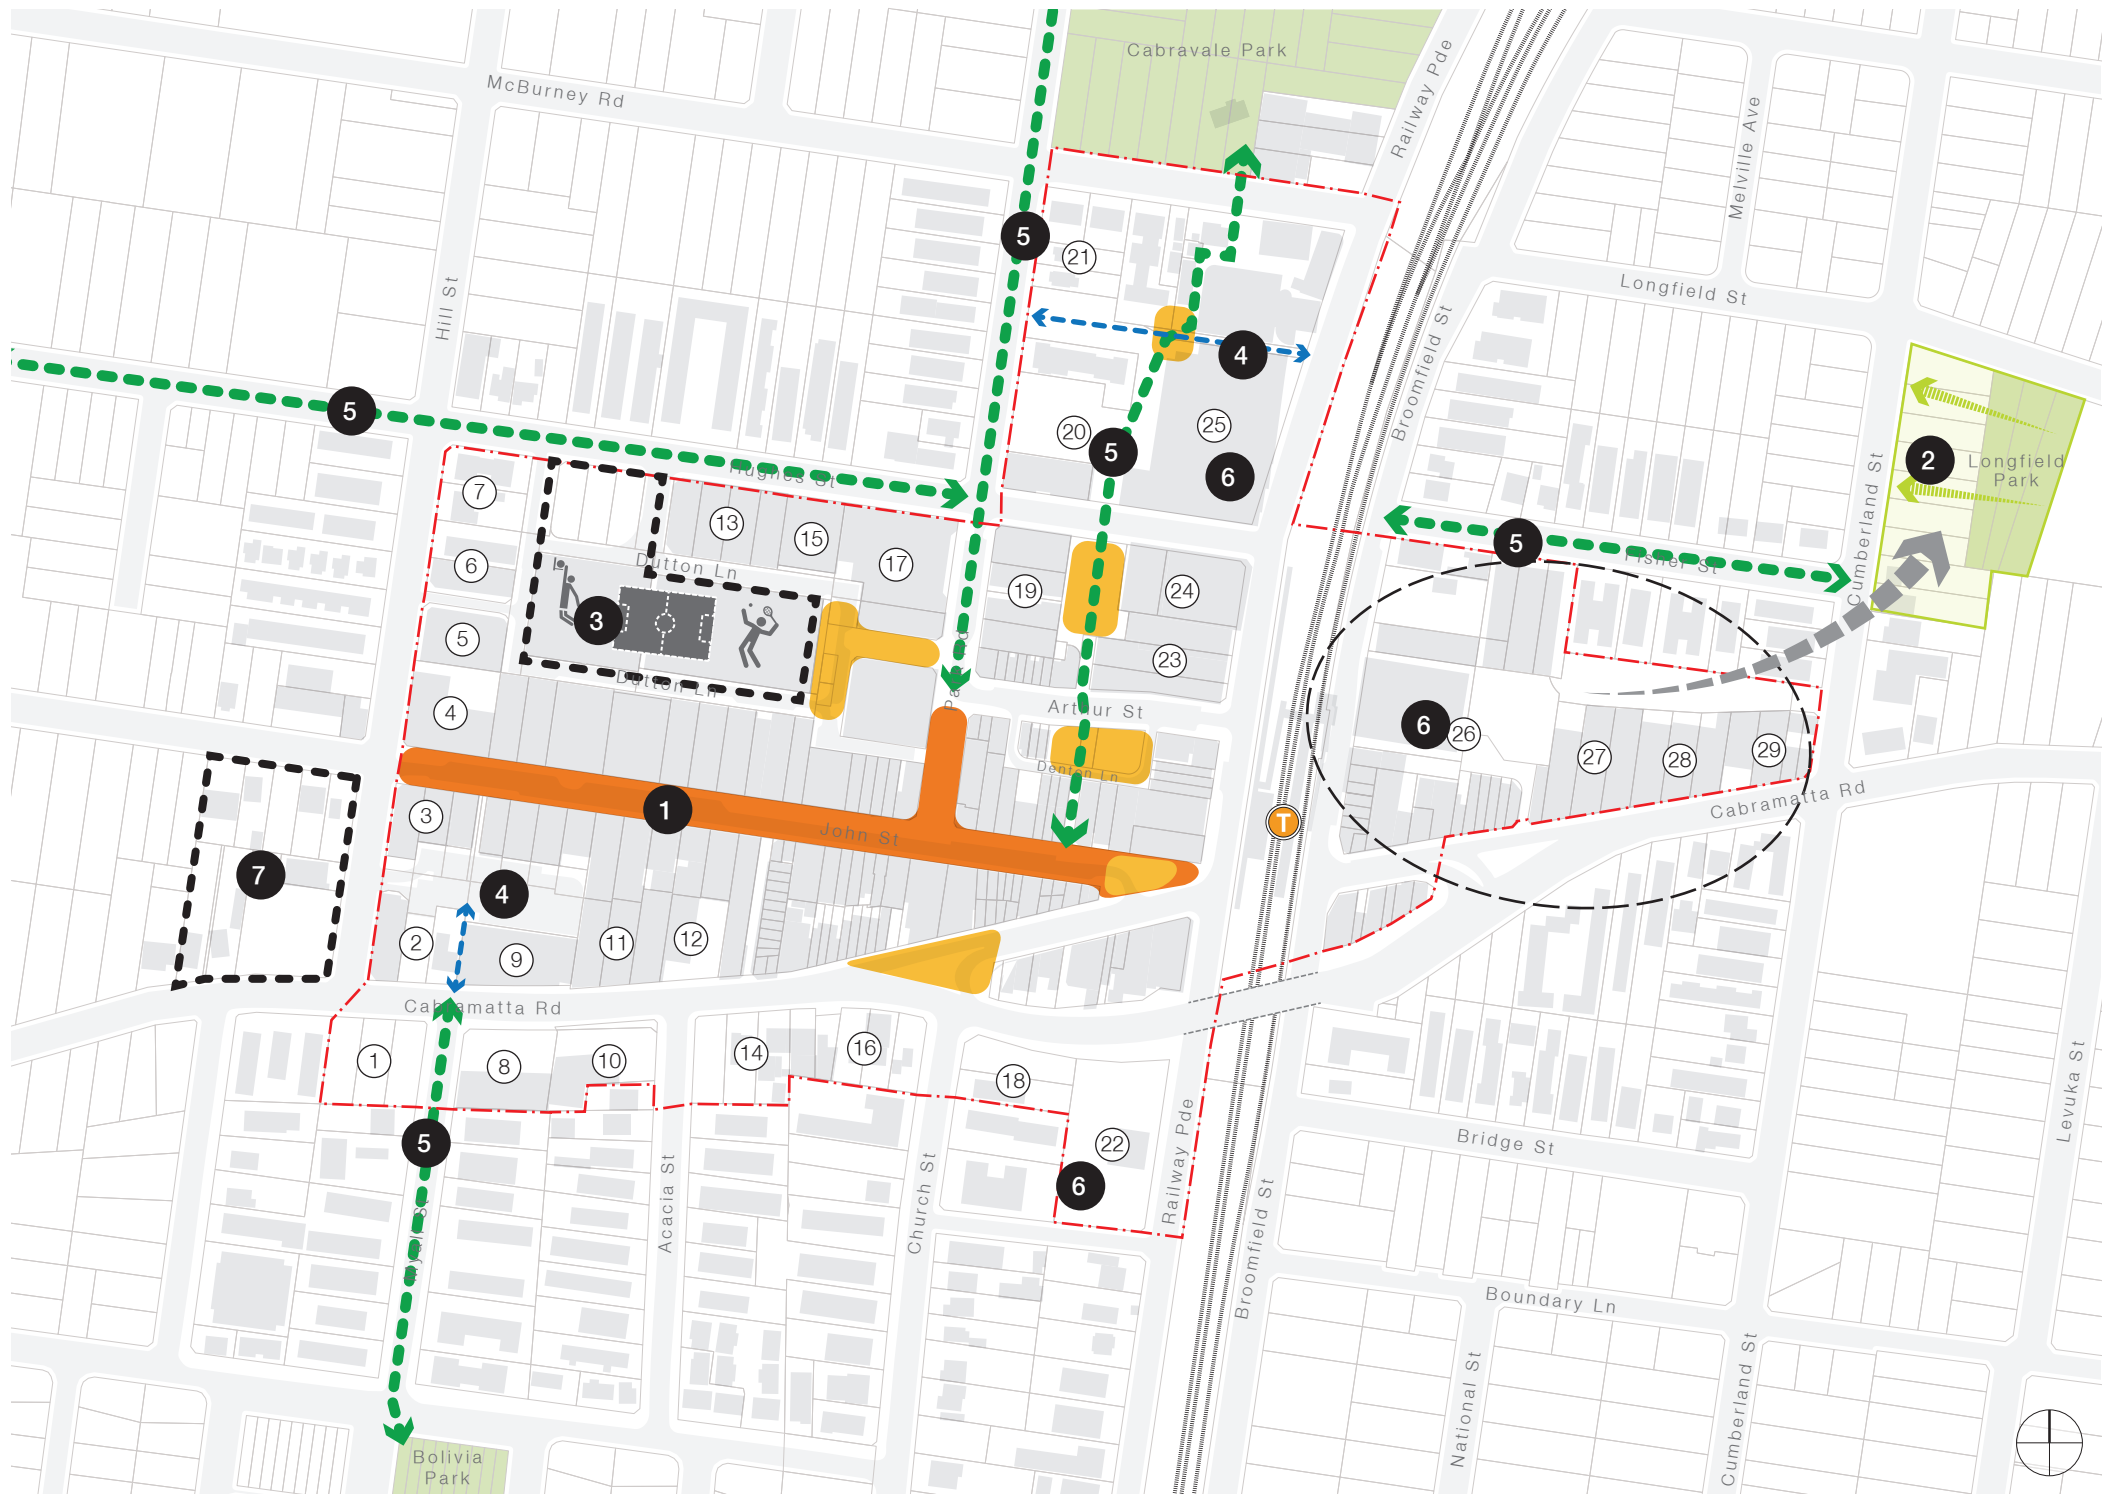 Cabravale Park
Railway Pde
McBurney Rd
Melville Ave
5
21
Hill St
Longfield St
4
Broomfield St
5
20
25
5
2
Longfield
Park
Hughes St
6
7
13
15
Cumberland St
5
Fisher St
Dutton Ln
6
17
19
24
3
5
23
Dutton Ln
Park Rd
4
Arthur St
6
26
27
28
29
Denton Ln
1
3
John St
T
Cabramatta Rd
7
4
2
9
11
12
Cabramatta Rd
1
8
10
14
16
18
5
22
6
Bridge St
Levuka St
Railway Pde
Acacia St
Church St
Myall St
Broomfield St
Boundary Ln
National St
Cumberland St
Bolivia
Park